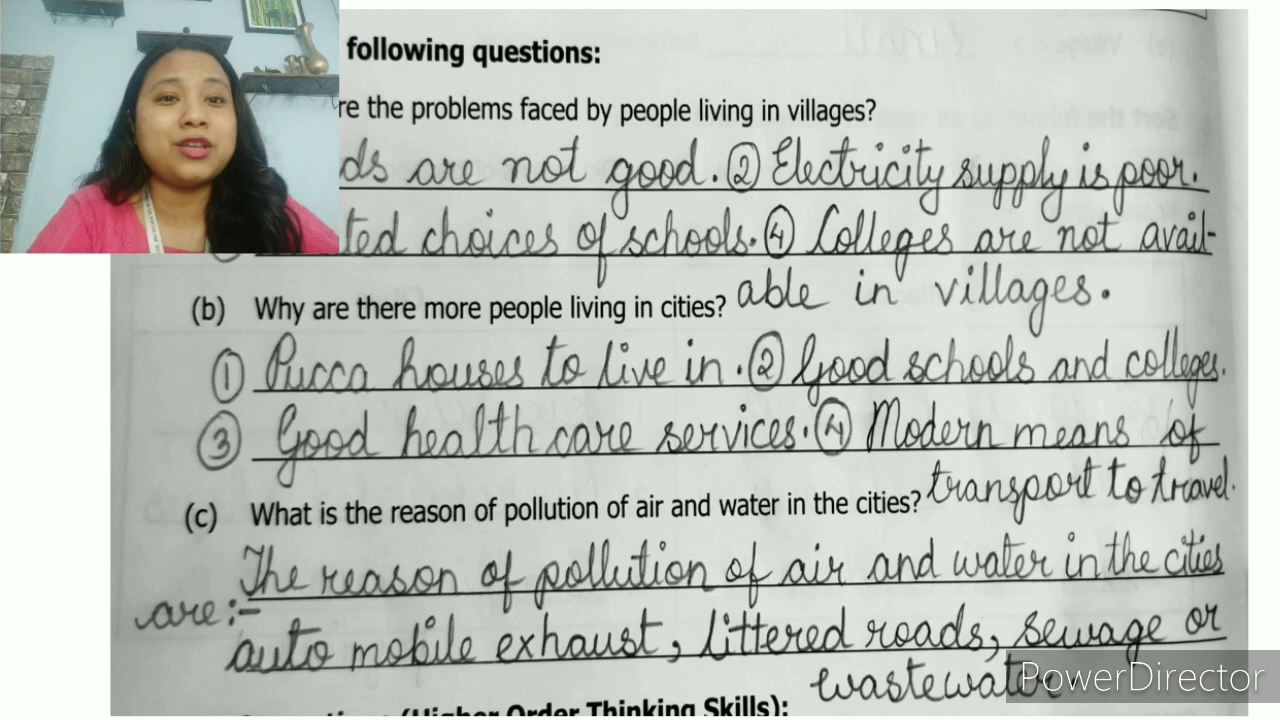 following questions:
re the problems faced by people living in villages?
ds are not good. ② Electricity supply is poor.
ted choices of schools. ④ Colleges are not avail-
able in villages.
(b) Why are there more people living in cities?
① Pucca houses to live in. ② Good schools and colleges.
③ Good health care services. ④ Modern means of
transport to travel.
(c) What is the reason of pollution of air and water in the cities?
The reason of pollution of air and water in the cities
are :-
auto mobile exhaust, littered roads, sewage or
wastewater
(Higher Order Thinking Skills):
PowerDirector